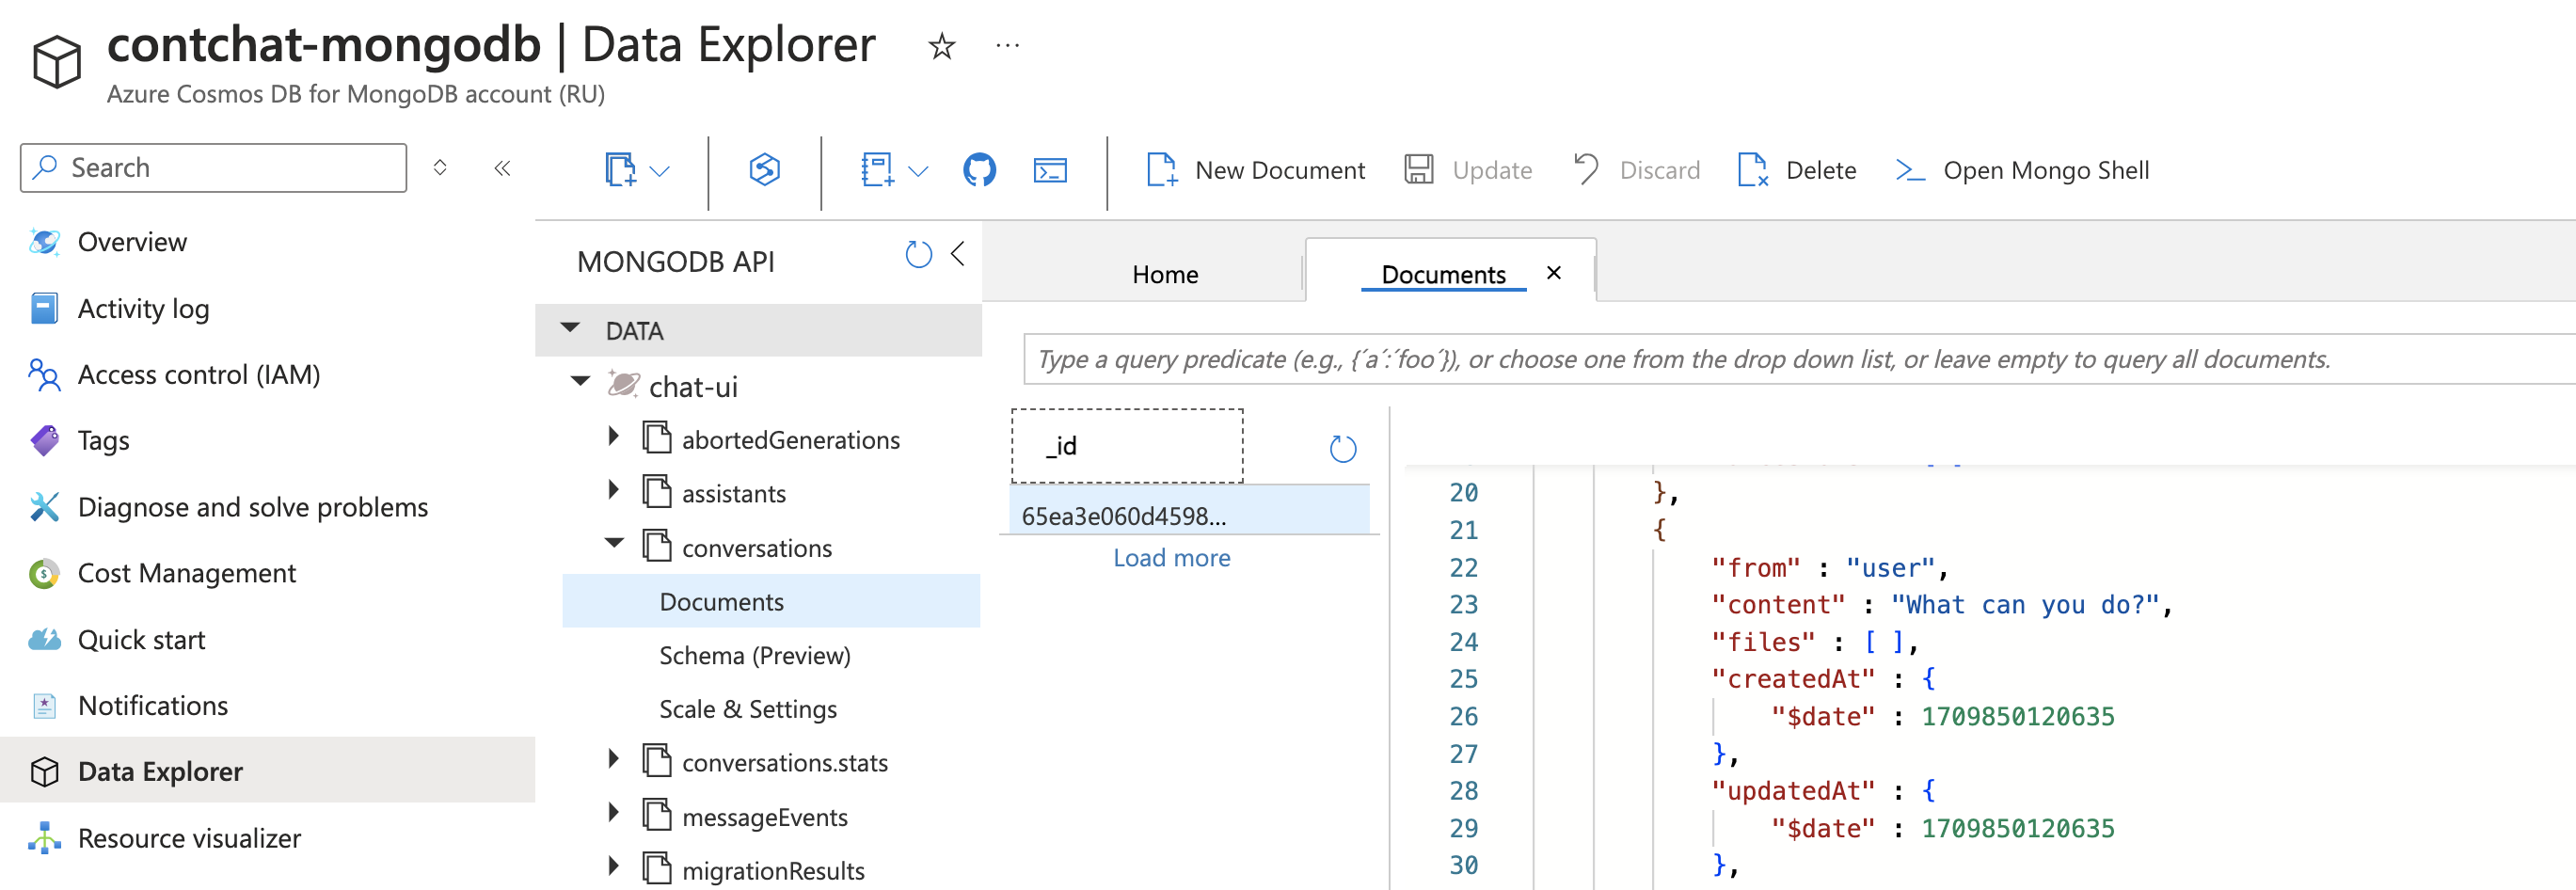 contchat-mongodb | Data Explorer
Azure Cosmos DB for MongoDB account (RU)
Search
Overview
Activity log
Access control (IAM)
Tags
Diagnose and solve problems
Cost Management
Quick start
Notifications
Data Explorer
Resource visualizer
New Document
Update
Discard
Delete
Open Mongo Shell
MONGODB API
DATA
chat-ui
abortedGenerations
assistants
conversations
Documents
Schema (Preview)
Scale & Settings
conversations.stats
messageEvents
migrationResults
Home
Documents
Type a query predicate (e.g., {´a´:´foo´}), or choose one from the drop down list, or leave empty to query all documents.
_id
65ea3e060d4598...
Load more
20 },
21 {
22 "from" : "user",
23 "content" : "What can you do?",
24 "files" : [ ],
25 "createdAt" : {
26 "$date" : 1709850120635
27 },
28 "updatedAt" : {
29 "$date" : 1709850120635
30 },